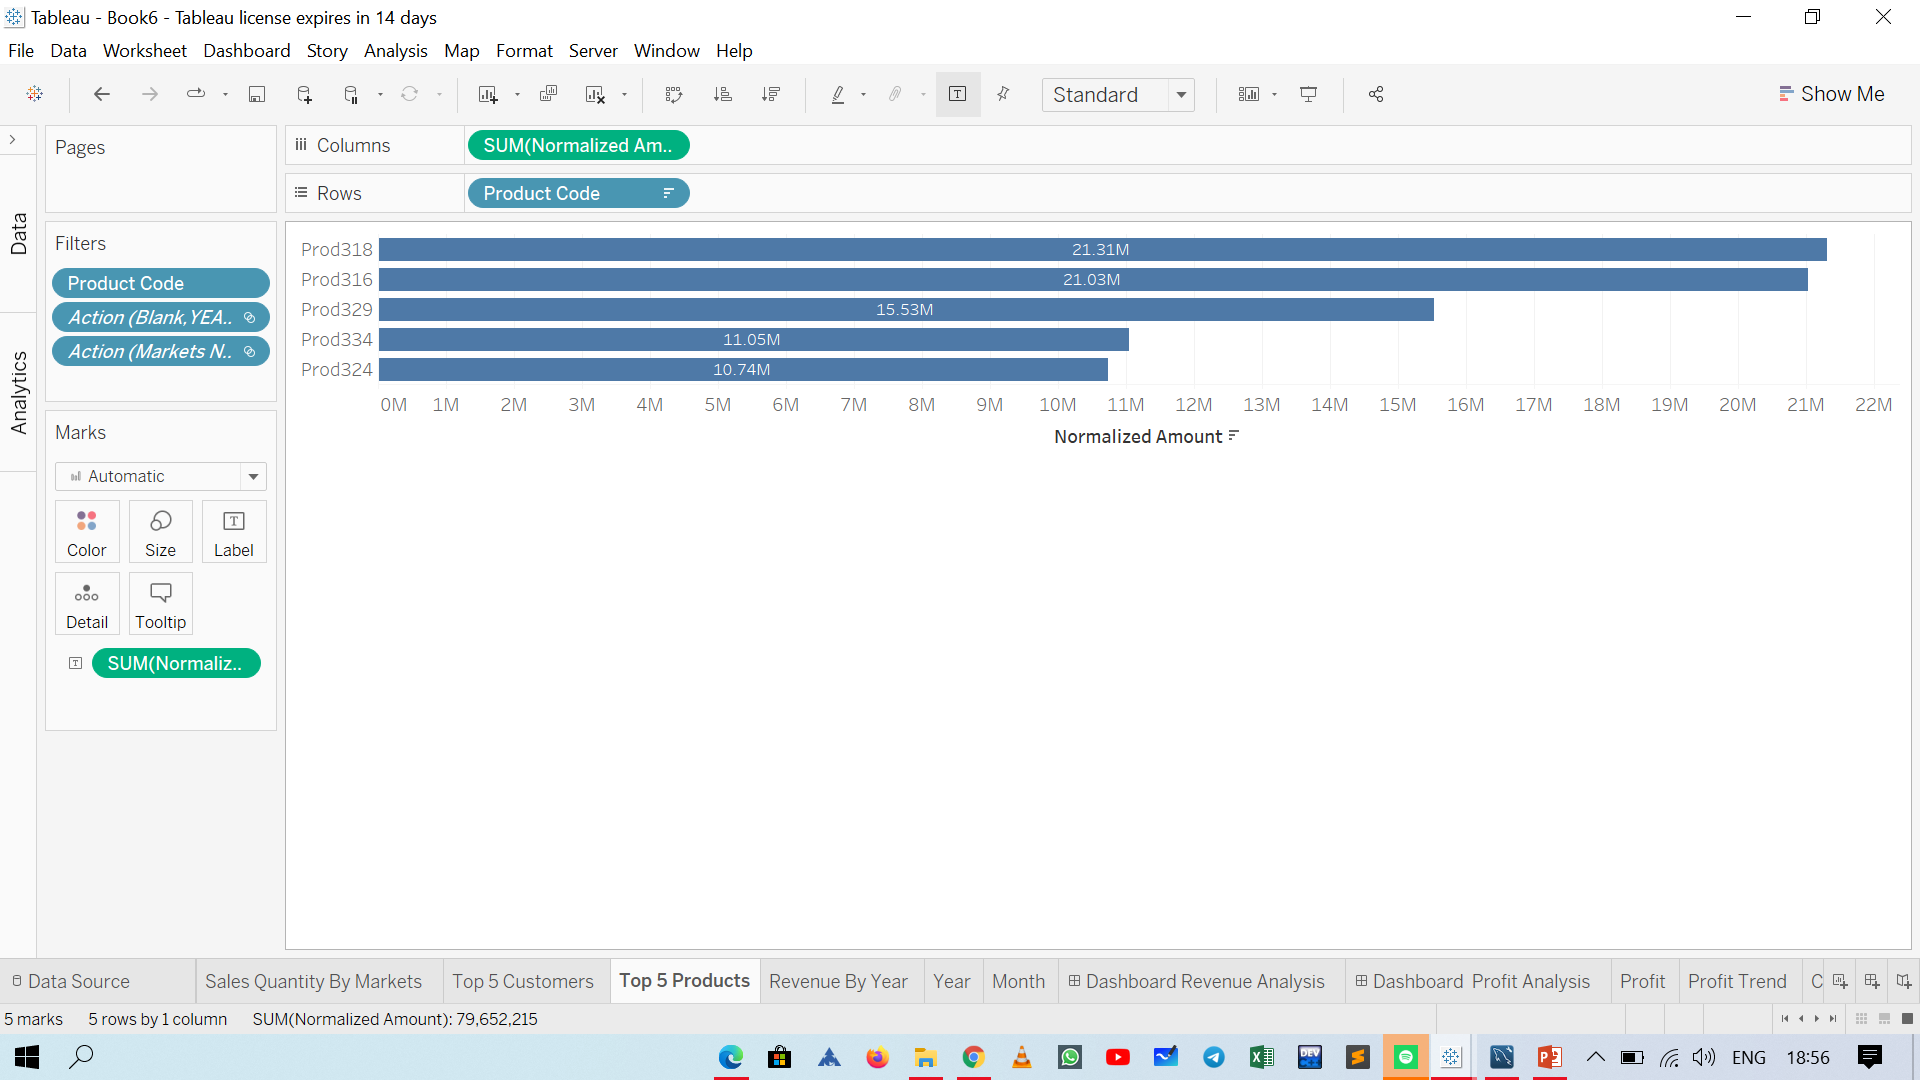 Tableau - Book6 - Tableau license expires in 14 days
File Data Worksheet Dashboard Story Analysis Map Format Server Window Help
Standard
Show Me
Pages
Columns
SUM(Normalized Am..
Rows
Product Code
Data
Analytics
Filters
Product Code
Action (Blank,YEA..
Action (Markets N..
Marks
Automatic
Color Size Label
Detail Tooltip
SUM(Normaliz..
Prod318 21.31M
Prod316 21.03M
Prod329 15.53M
Prod334 11.05M
Prod324 10.74M
0M 1M 2M 3M 4M 5M 6M 7M 8M 9M 10M 11M 12M 13M 14M 15M 16M 17M 18M 19M 20M 21M 22M
Normalized Amount
Data Source Sales Quantity By Markets Top 5 Customers Top 5 Products Revenue By Year Year Month Dashboard Revenue Analysis Dashboard Profit Analysis Profit Profit Trend C
5 marks 5 rows by 1 column SUM(Normalized Amount): 79,652,215
DEV
ENG 18:56